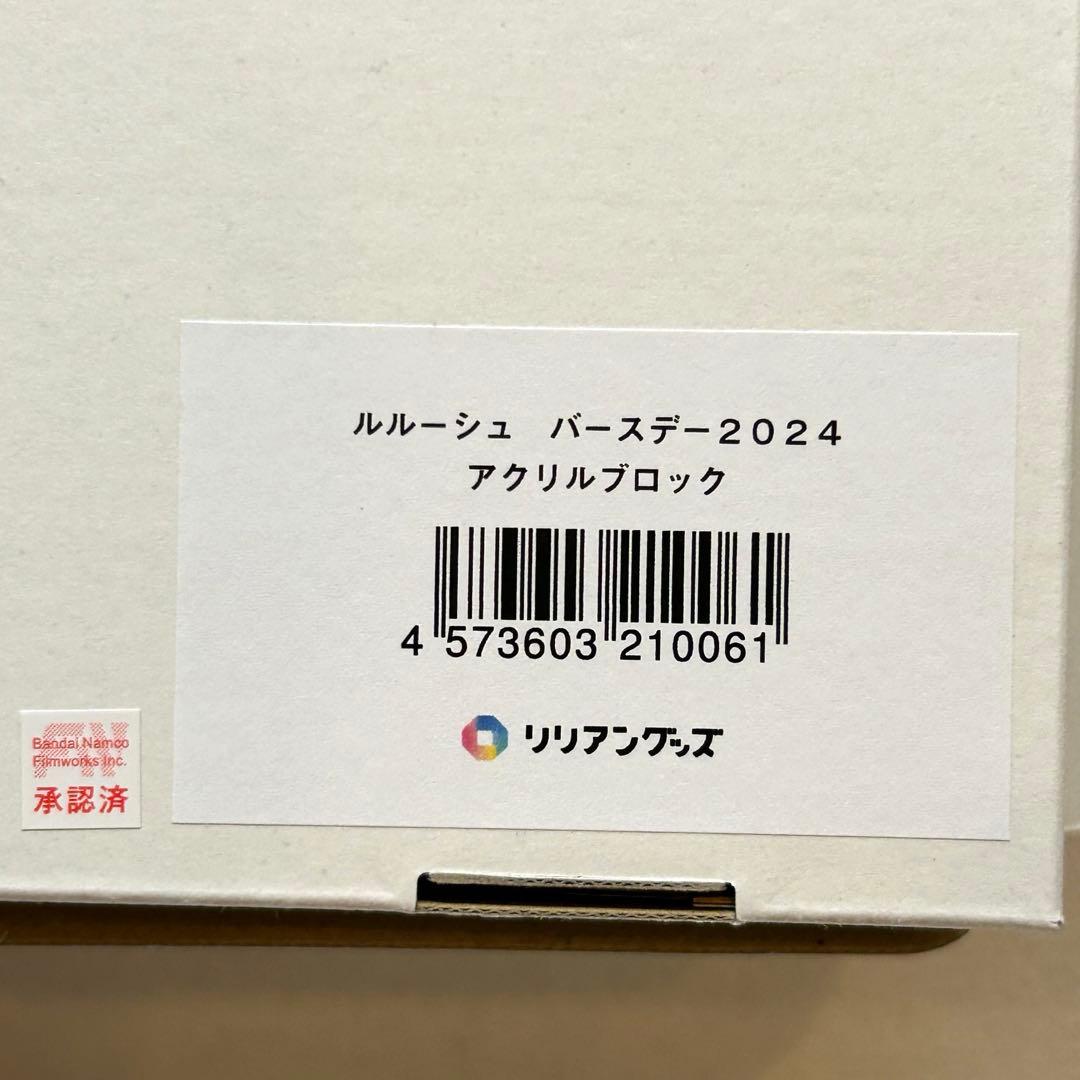 ルルーシュ　バースデー２０２４
アクリルブロック
4 573603 210061
リリアングッズ
Bandai Namco
Filmworks Inc.
承認済